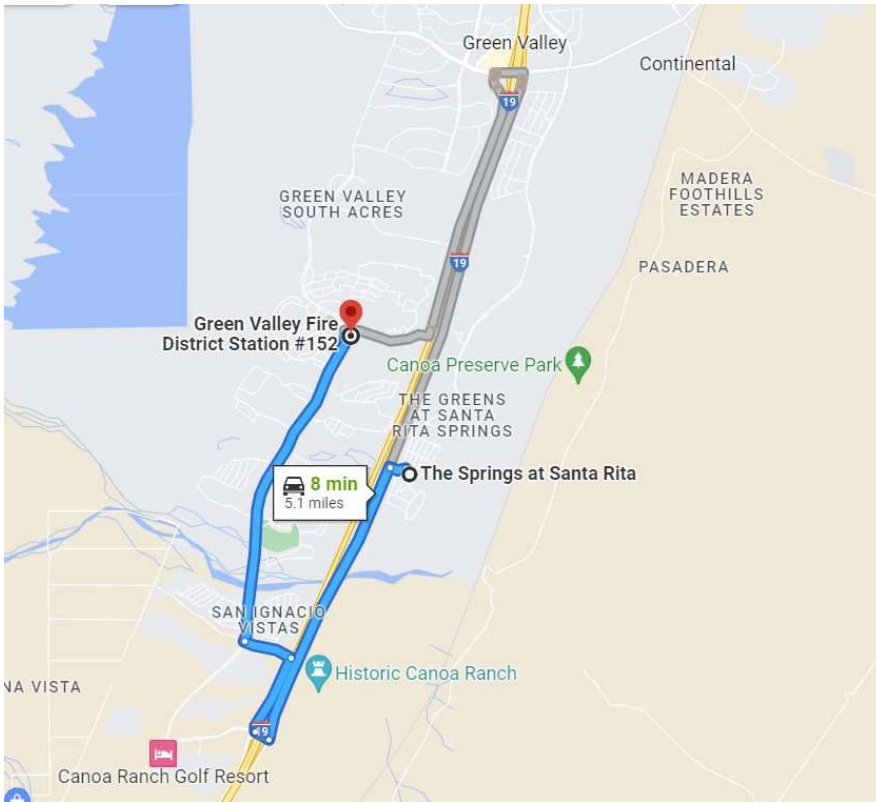 Green Valley
Continental
19
MADERA
FOOTHILLS
ESTATES
GREEN VALLEY
SOUTH ACRES
19
PASADERA
Green Valley Fire
District Station #152
Canoa Preserve Park
THE GREENS
AT SANTA
RITA SPRINGS
8 min
5.1 miles
The Springs at Santa Rita
SAN IGNACIO
VISTAS
Historic Canoa Ranch
NA VISTA
19
Canoa Ranch Golf Resort